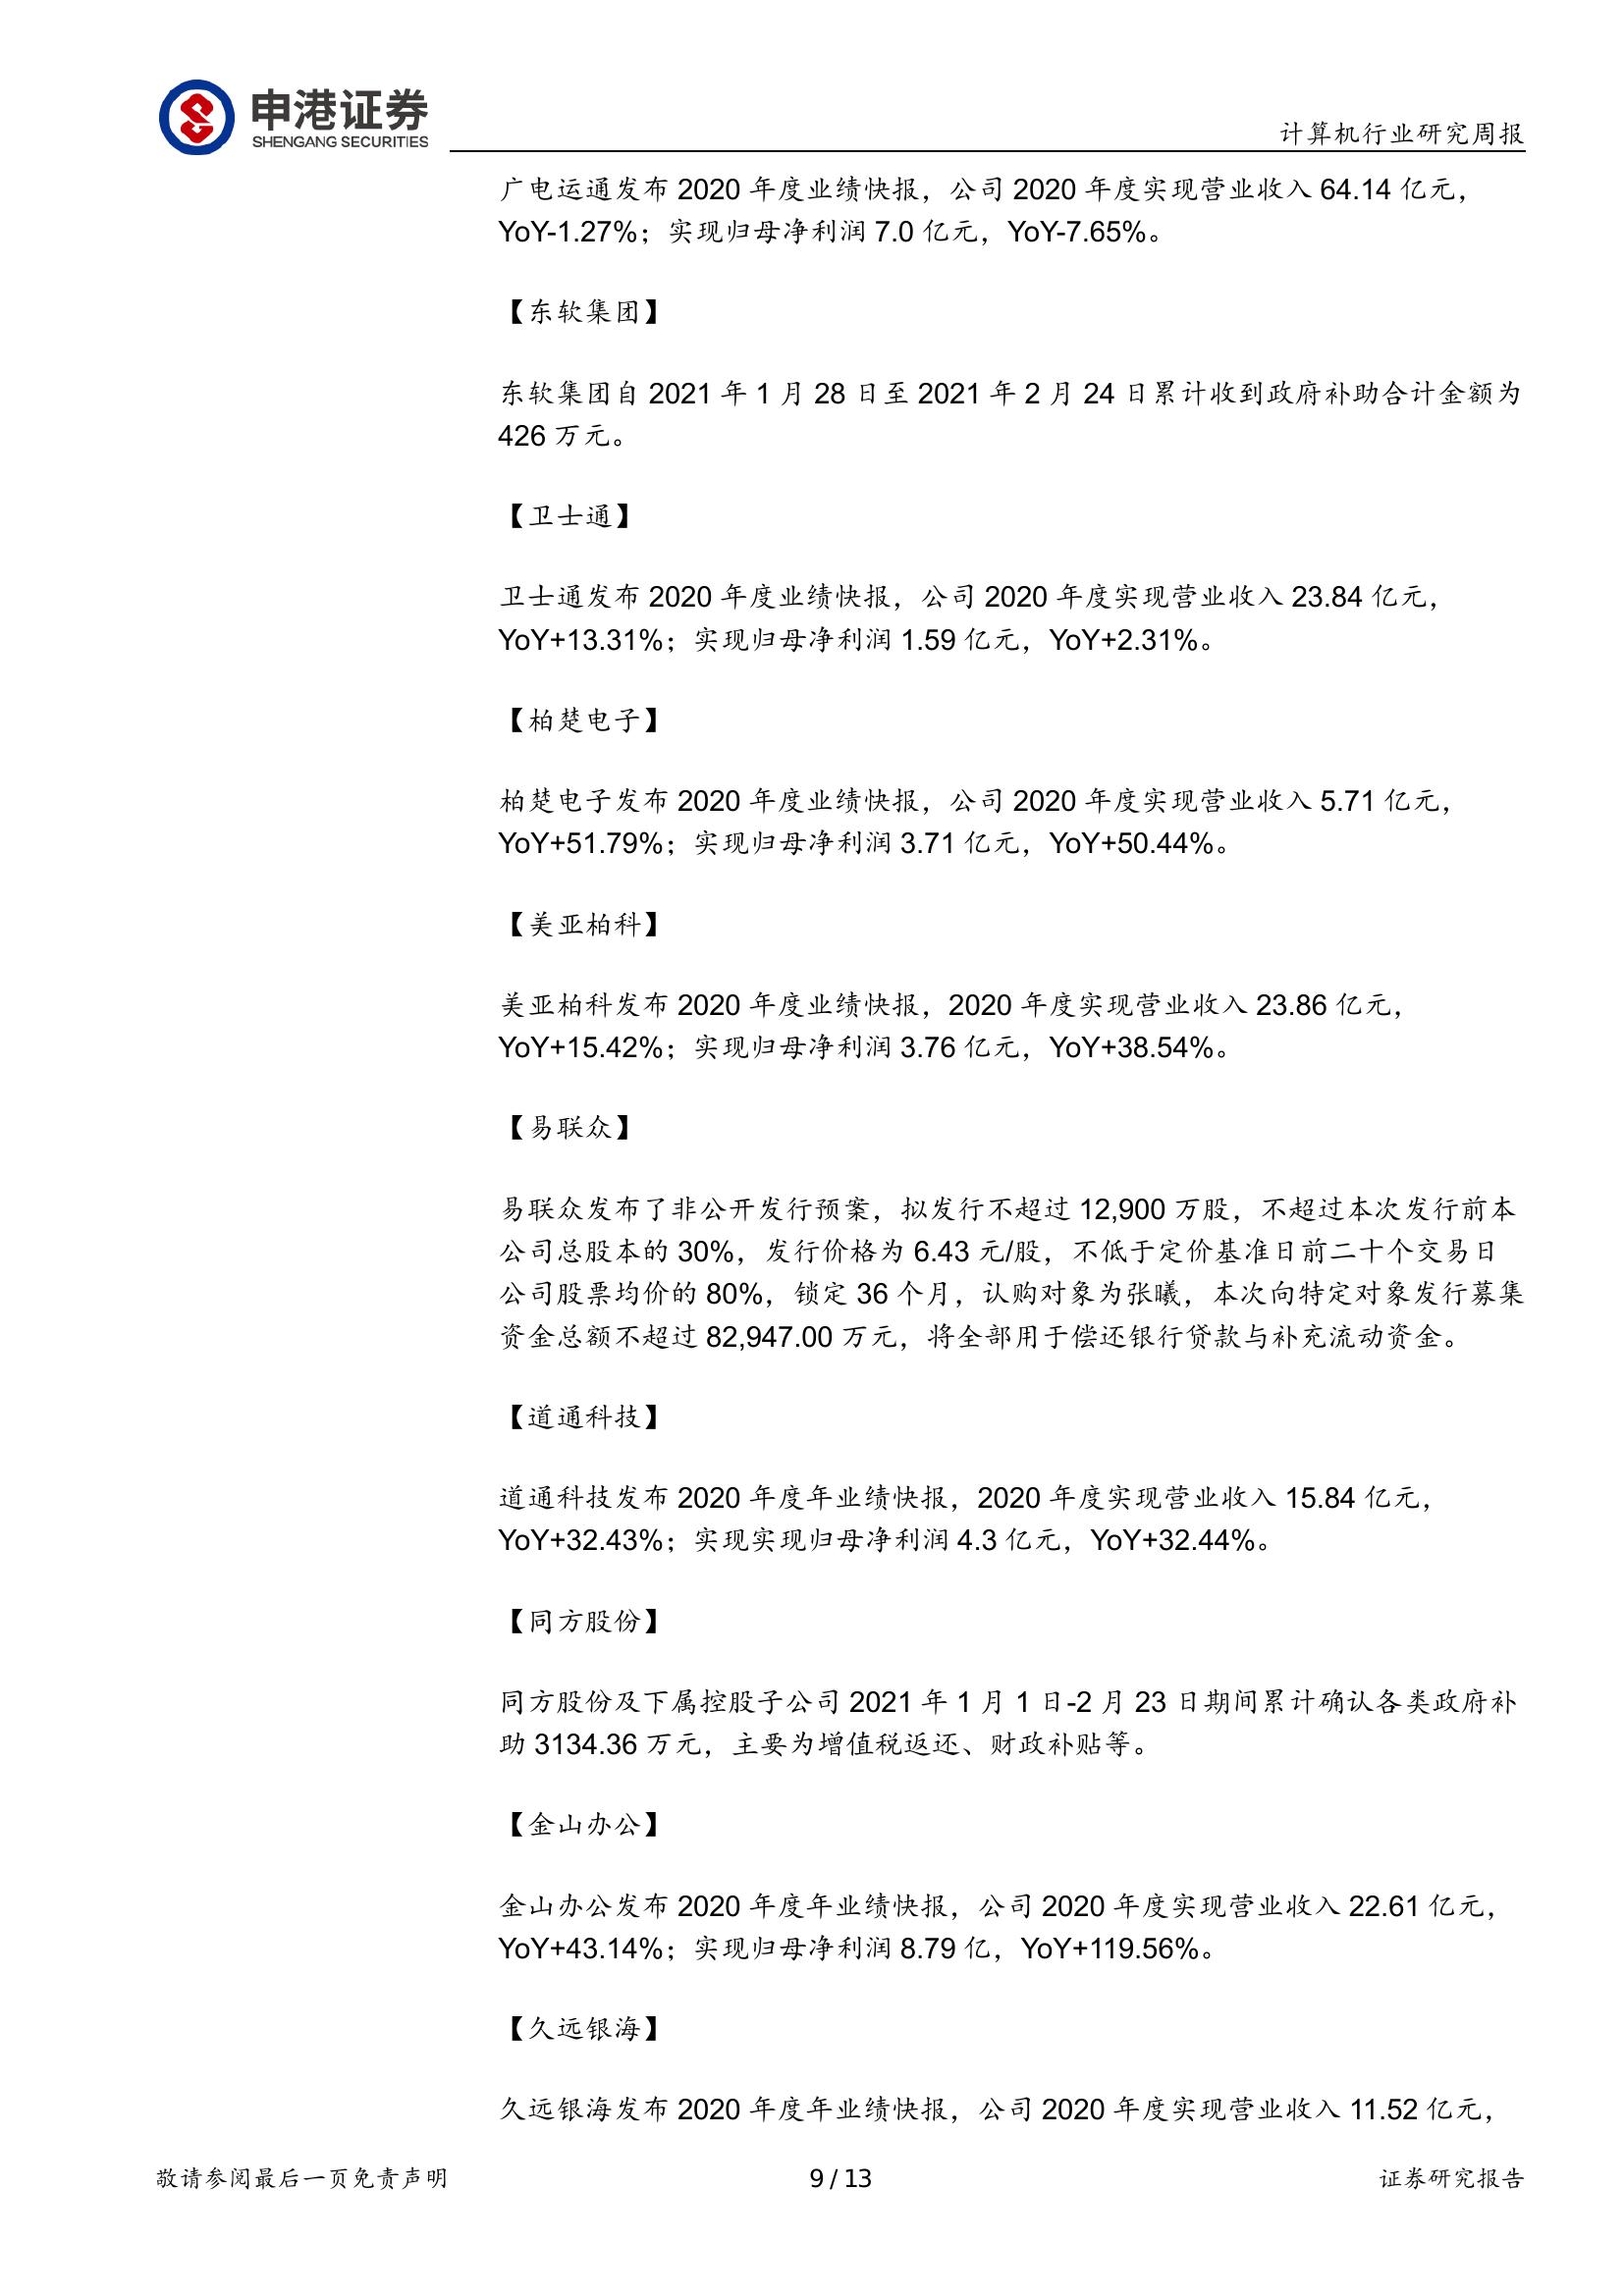 申港证券
SHENGANG SECURITIES
计算机行业研究周报
广电运通发布 2020 年度业绩快报，公司 2020 年度实现营业收入 64.14 亿元，
YoY-1.27%；实现归母净利润 7.0 亿元，YoY-7.65%。
【东软集团】
东软集团自 2021 年 1 月 28 日至 2021 年 2 月 24 日累计收到政府补助合计金额为
426 万元。
【卫士通】
卫士通发布 2020 年度业绩快报，公司 2020 年度实现营业收入 23.84 亿元，
YoY+13.31%；实现归母净利润 1.59 亿元，YoY+2.31%。
【柏楚电子】
柏楚电子发布 2020 年度业绩快报，公司 2020 年度实现营业收入 5.71 亿元，
YoY+51.79%；实现归母净利润 3.71 亿元，YoY+50.44%。
【美亚柏科】
美亚柏科发布 2020 年度业绩快报，2020 年度实现营业收入 23.86 亿元，
YoY+15.42%；实现归母净利润 3.76 亿元，YoY+38.54%。
【易联众】
易联众发布了非公开发行预案，拟发行不超过 12,900 万股，不超过本次发行前本
公司总股本的 30%，发行价格为 6.43 元/股，不低于定价基准日前二十个交易日
公司股票均价的 80%，锁定 36 个月，认购对象为张曦，本次向特定对象发行募集
资金总额不超过 82,947.00 万元，将全部用于偿还银行贷款与补充流动资金。
【道通科技】
道通科技发布 2020 年度年业绩快报，2020 年度实现营业收入 15.84 亿元，
YoY+32.43%；实现实现归母净利润 4.3 亿元，YoY+32.44%。
【同方股份】
同方股份及下属控股子公司 2021 年 1 月 1 日-2 月 23 日期间累计确认各类政府补
助 3134.36 万元，主要为增值税返还、财政补贴等。
【金山办公】
金山办公发布 2020 年度年业绩快报，公司 2020 年度实现营业收入 22.61 亿元，
YoY+43.14%；实现归母净利润 8.79 亿，YoY+119.56%。
【久远银海】
久远银海发布 2020 年度年业绩快报，公司 2020 年度实现营业收入 11.52 亿元，
敬请参阅最后一页免责声明
9 / 13
证券研究报告